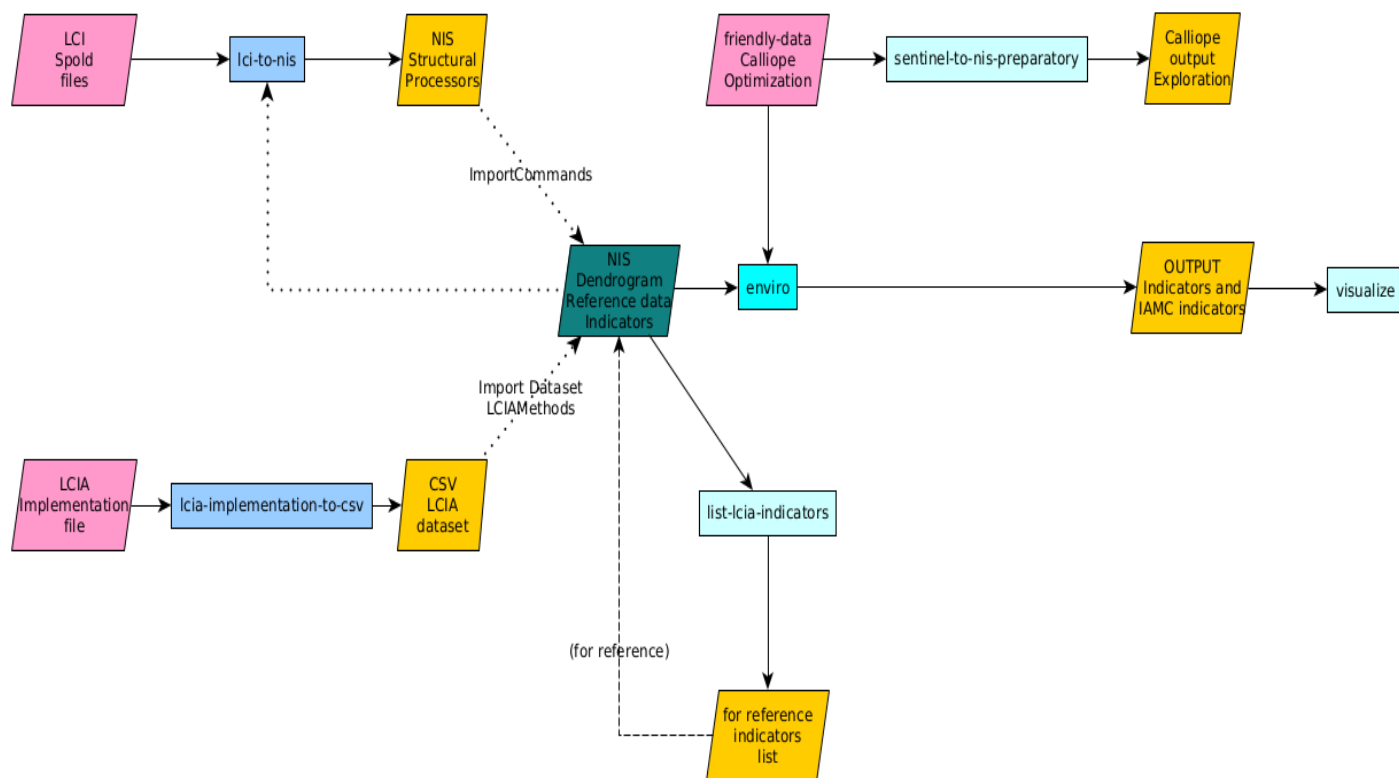 LCI
Spold
files
lci-to-nis
NIS
Structural
Processors
friendly-data
Calliope
Optimization
sentinel-to-nis-preparatory
Calliope
output
Exploration
ImportCommands
NIS
Dendrogram
Reference data
Indicators
enviro
OUTPUT
Indicators and
IAMC indicators
visualize
Import Dataset
LCIAMethods
LCIA
Implementation
file
lcia-implementation-to-csv
CSV
LCIA
dataset
list-lcia-indicators
(for reference)
for reference
indicators
list